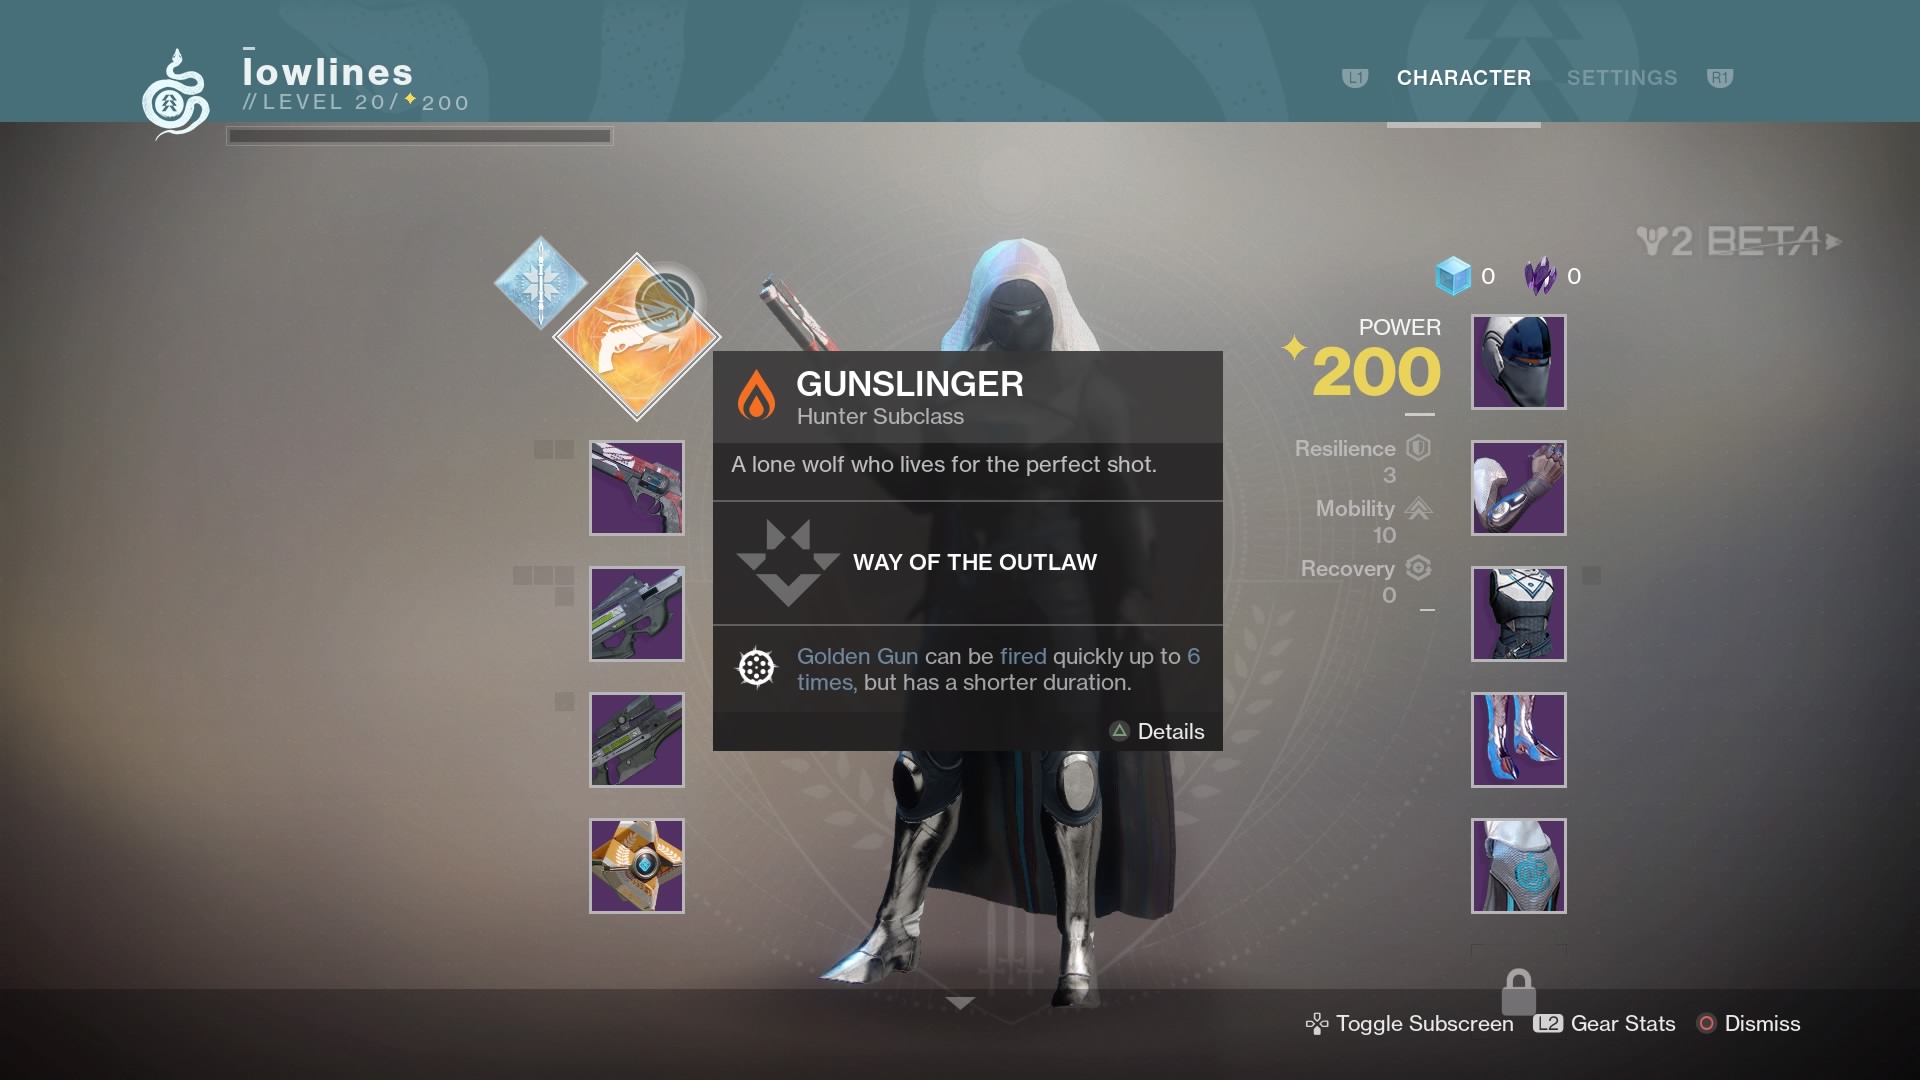 lowlines
//LEVEL 20/200
L1 CHARACTER SETTINGS R1
2 BETA
0 0
POWER
200
Resilience
3
Mobility
10
Recovery
0
GUNSLINGER
Hunter Subclass
A lone wolf who lives for the perfect shot.
WAY OF THE OUTLAW
Golden Gun can be fired quickly up to 6
times, but has a shorter duration.
Details
Toggle Subscreen L2 Gear Stats Dismiss